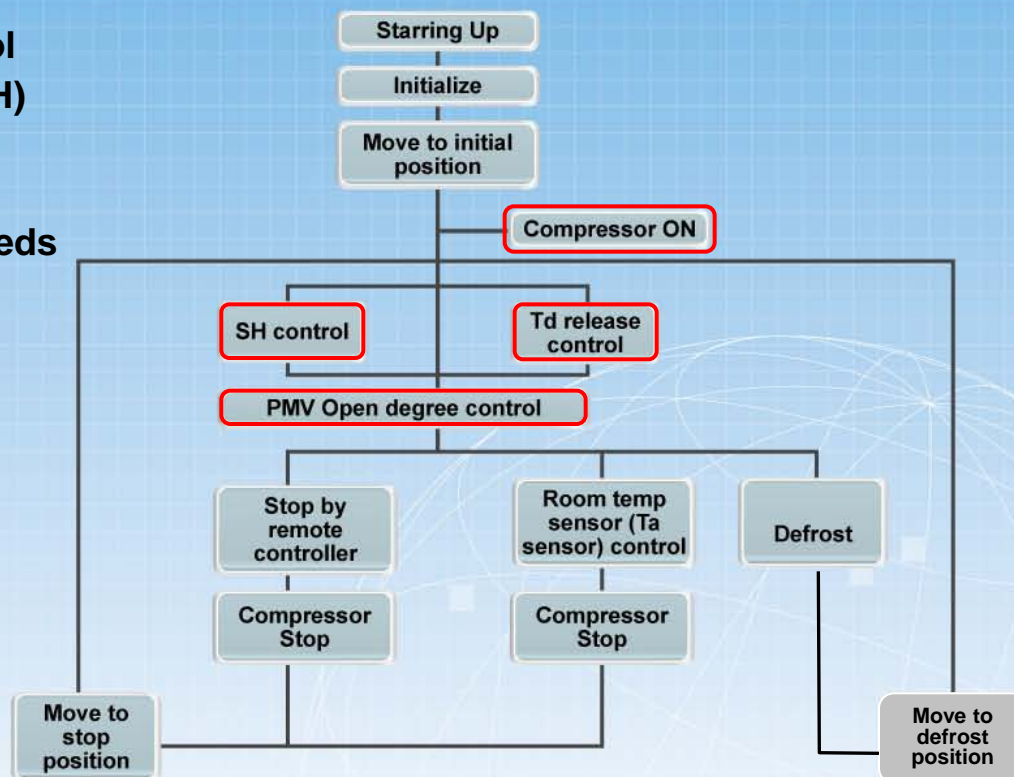 ol
H)
eds
Starring Up
Initialize
Move to initial
position
Compressor ON
SH control
Td release
control
PMV Open degree control
Stop by
remote
controller
Room temp
sensor (Ta
sensor) control
Defrost
Compressor
Stop
Compressor
Stop
Move to
stop
position
Move to
defrost
position